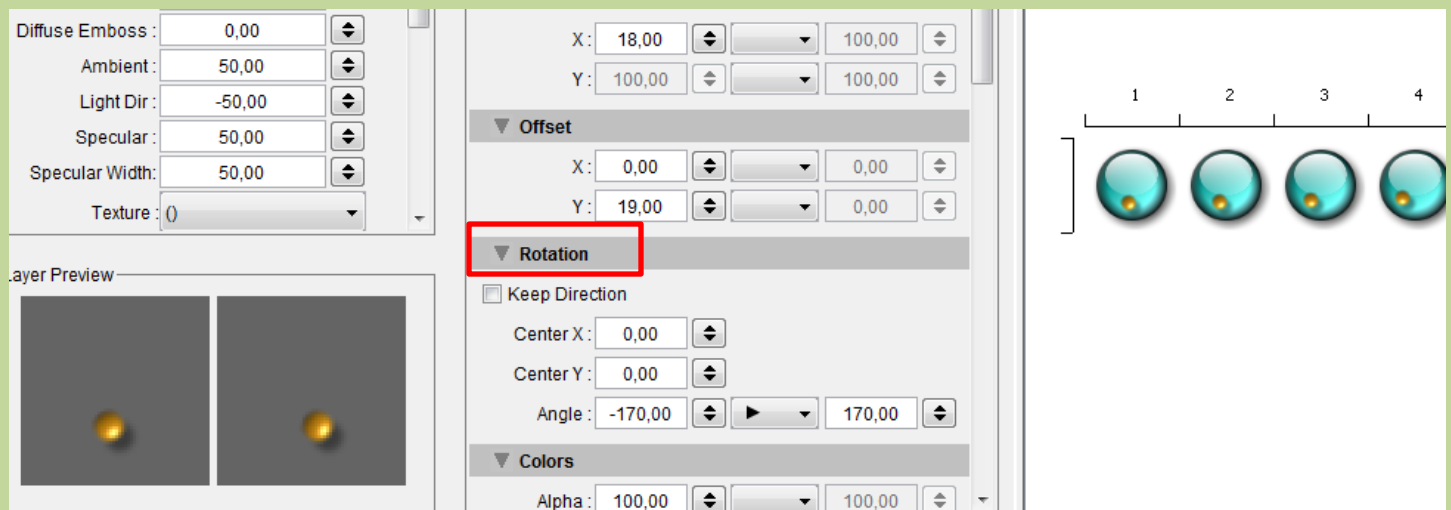 Diffuse Emboss : 0,00
Ambient : 50,00
Light Dir : -50,00
Specular : 50,00
Specular Width: 50,00
Texture : ()
Layer Preview
X : 18,00 100,00
Y : 100,00 100,00
Offset
X : 0,00 0,00
Y : 19,00 0,00
Rotation
Keep Direction
Center X : 0,00
Center Y : 0,00
Angle : -170,00 170,00
Colors
Alpha : 100,00 100,00
1 2 3 4